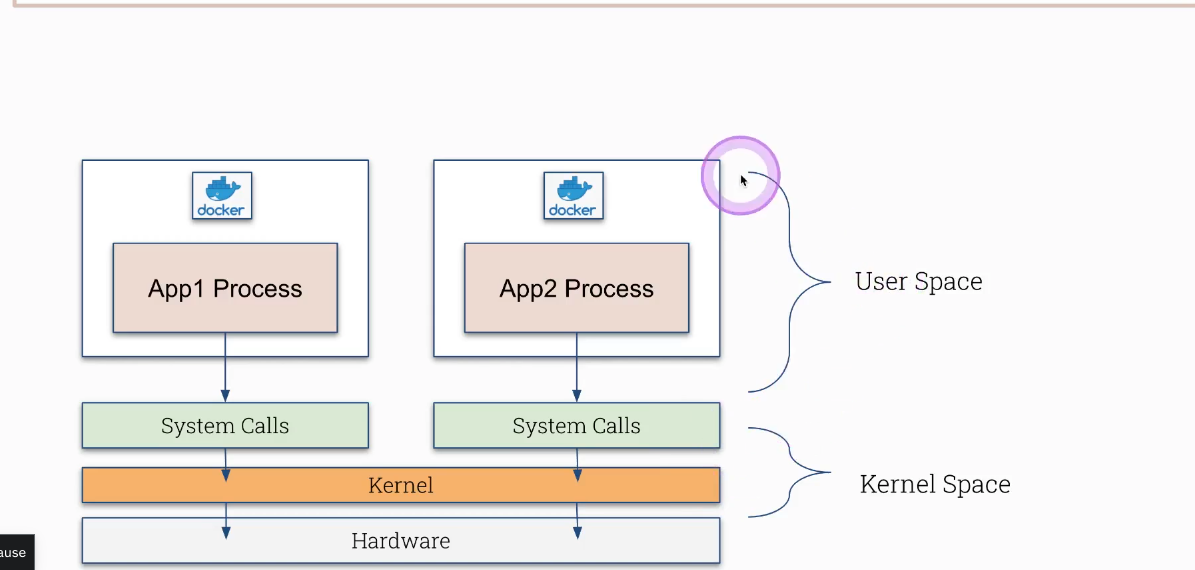 docker
docker
App1 Process
App2 Process
User Space
System Calls
System Calls
Kernel
Kernel Space
Hardware
ause